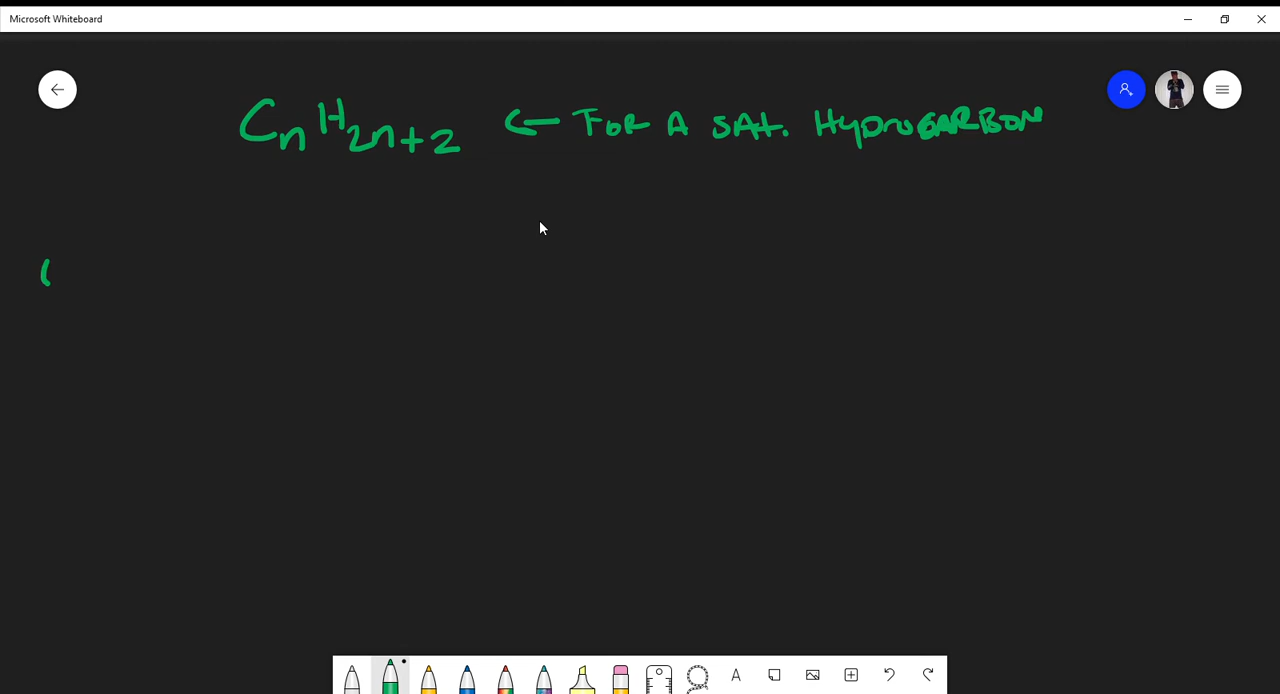 Microsoft Whiteboard
CnH2n+2 ← FOR A SAT. HYDROCARBON
(
A